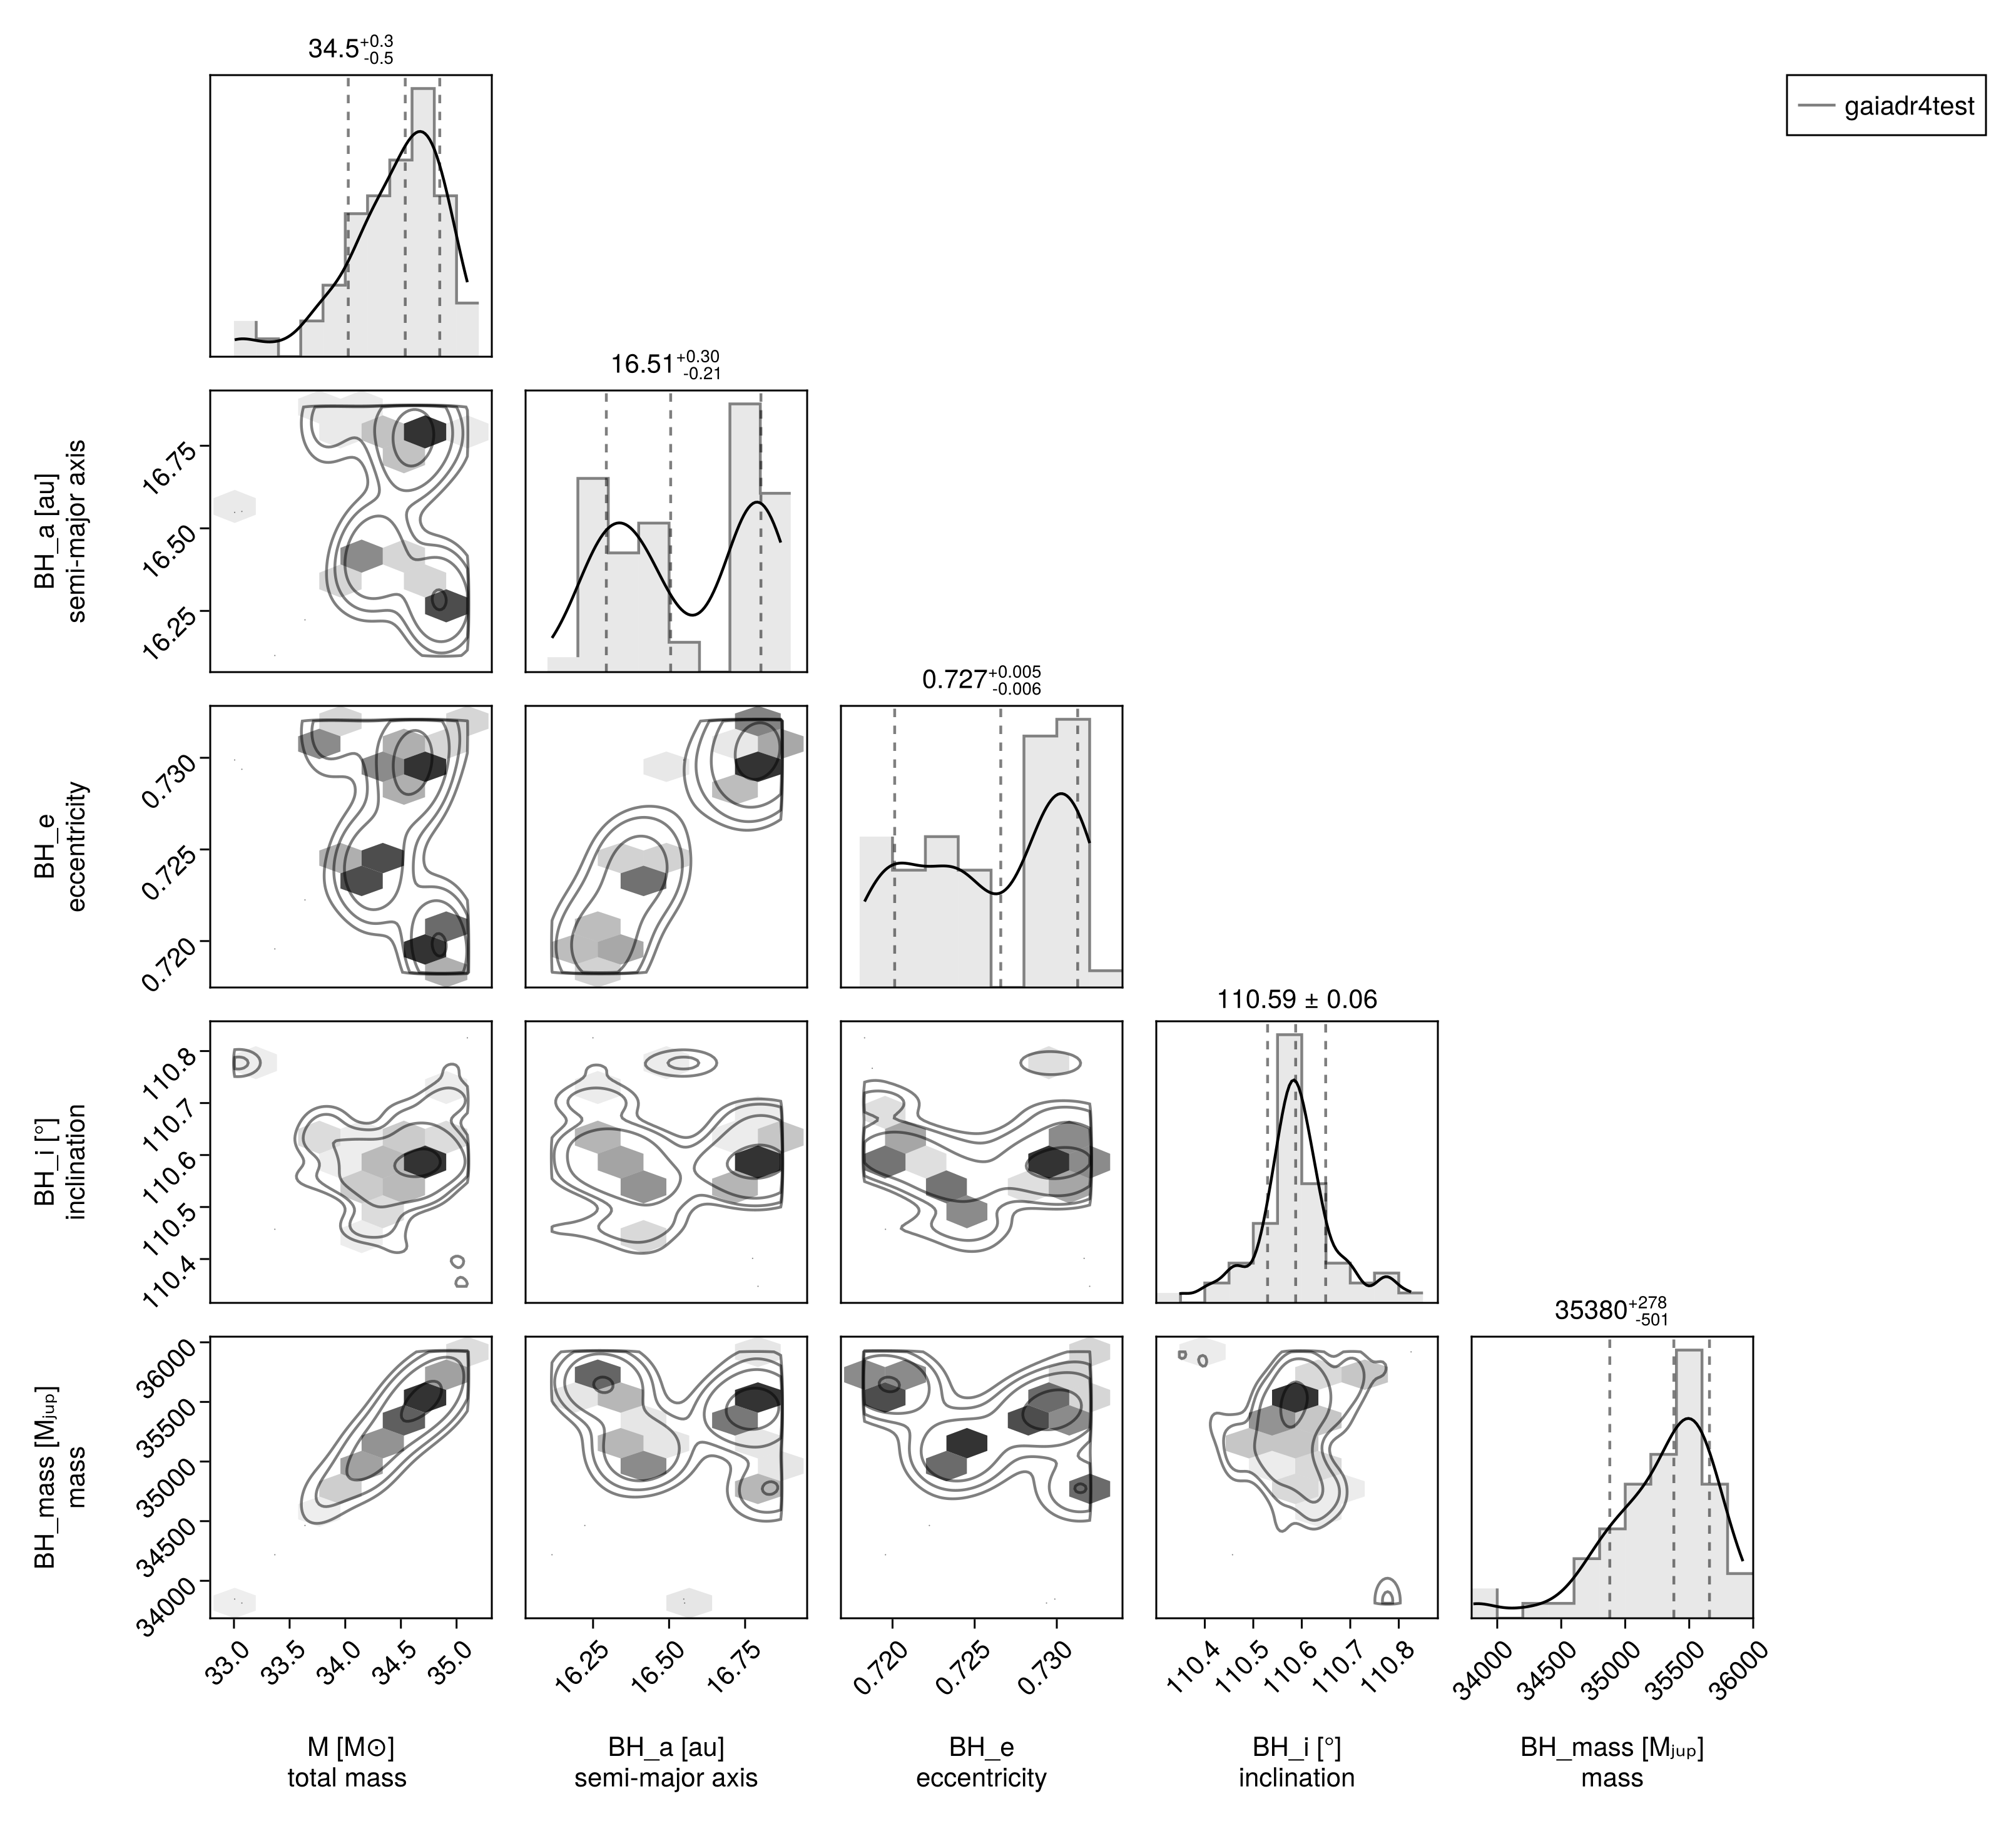 34.5+0.3-0.5
gaiadr4test
16.51+0.30-0.21
BH_a [au]
semi-major axis
16.75
16.50
16.25
0.727+0.005-0.006
BH_e
eccentricity
0.730
0.725
0.720
110.59 ± 0.06
BH_i [°]
inclination
110.8
110.7
110.6
110.5
110.4
35380+278-501
BH_mass [Mⱼᵤₚ]
mass
36000
35500
35000
34500
34000
33.0 33.5 34.0 34.5 35.0
16.25 16.50 16.75
0.720 0.725 0.730
110.4 110.5 110.6 110.7 110.8
34000 34500 35000 35500 36000
M [M⊙]
total mass
BH_a [au]
semi-major axis
BH_e
eccentricity
BH_i [°]
inclination
BH_mass [Mⱼᵤₚ]
mass